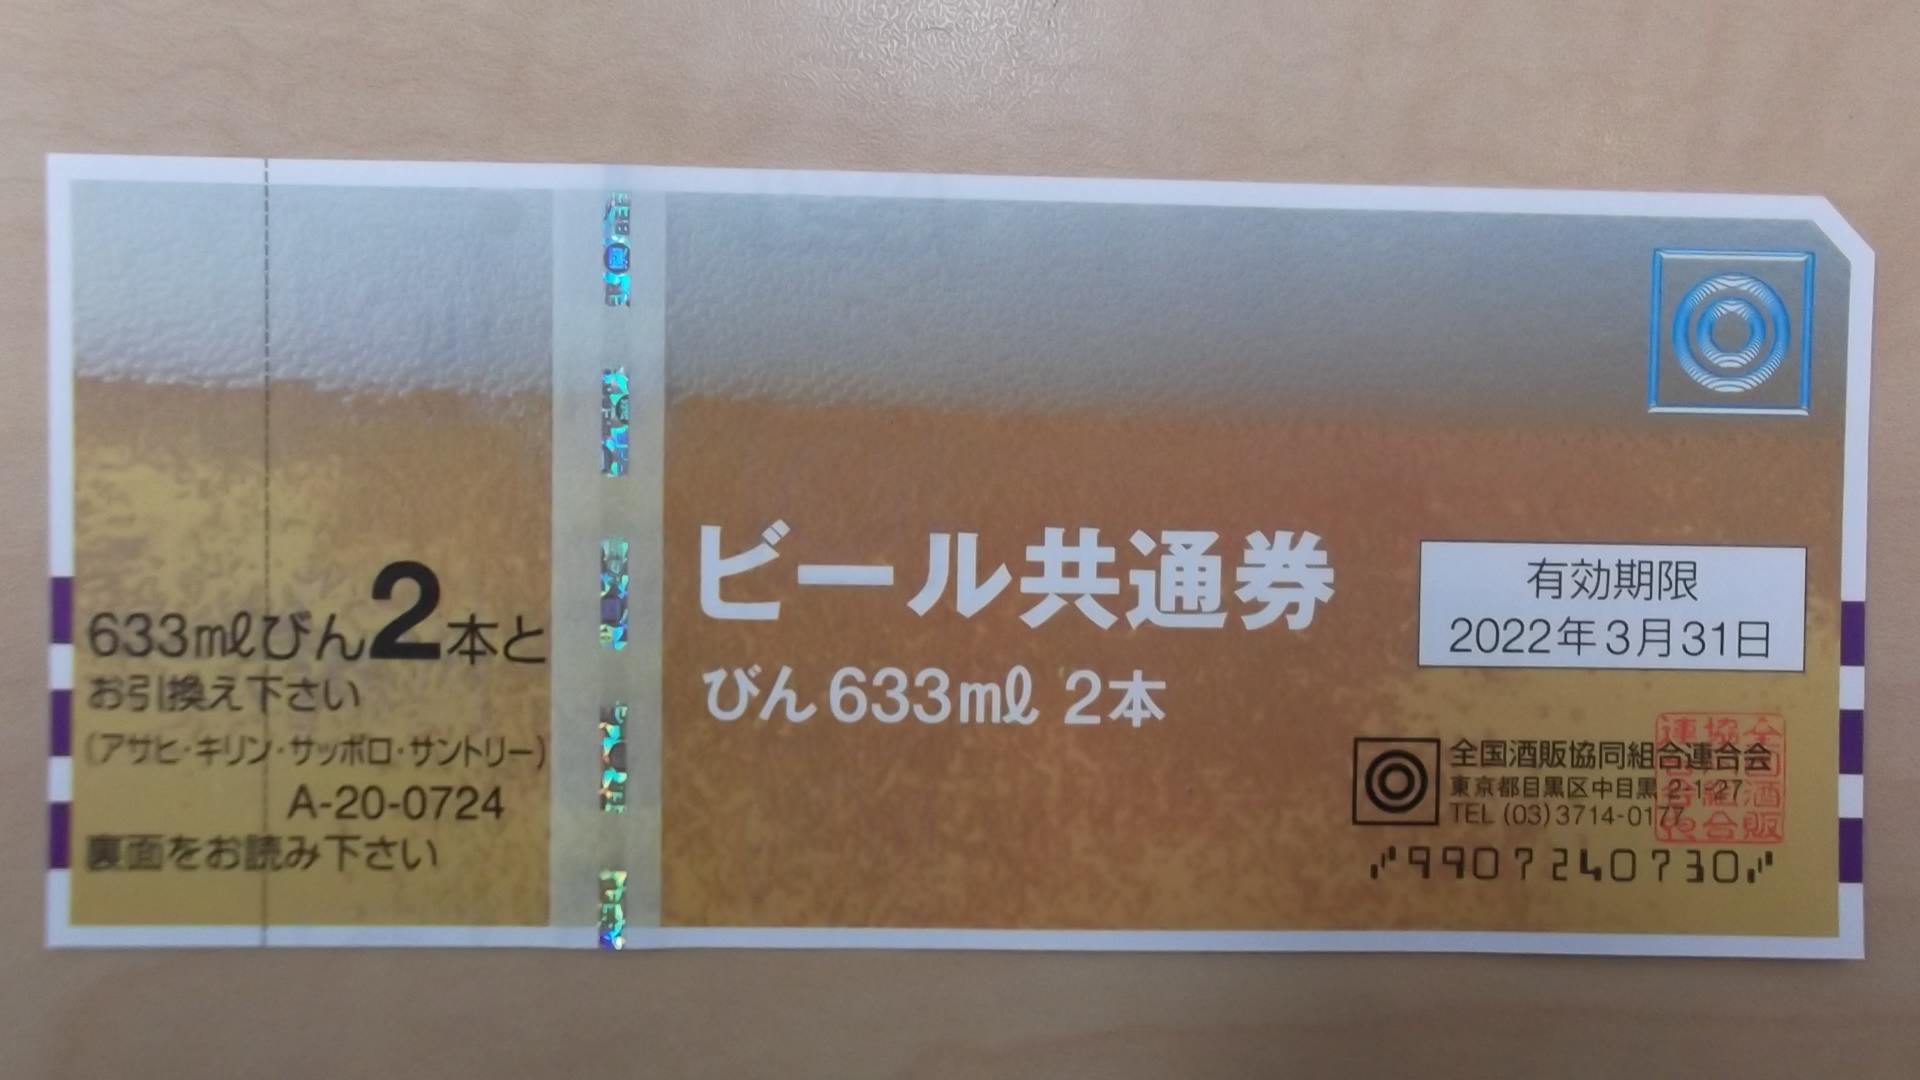 633mlびん2本と
お引換え下さい
(アサヒ・キリン・サッポロ・サントリー)
A-20-0724
裏面をお読み下さい
ビール共通券
びん633ml 2本
有効期限
2022年3月31日
全国酒販協同組合連合会
東京都目黒区中目黒 2-1-27
TEL (03) 3714-0177
9907240730